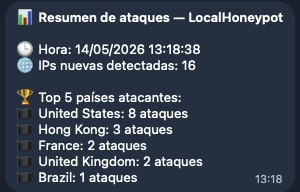 📊 Resumen de ataques — LocalHoneypot
🕒 Hora: 14/05/2026 13:18:38
🌐 IPs nuevas detectadas: 16
🏆 Top 5 países atacantes:
🏴 United States: 8 ataques
🏴 Hong Kong: 3 ataques
🏴 France: 2 ataques
🏴 United Kingdom: 2 ataques
🏴 Brazil: 1 ataques
13:18